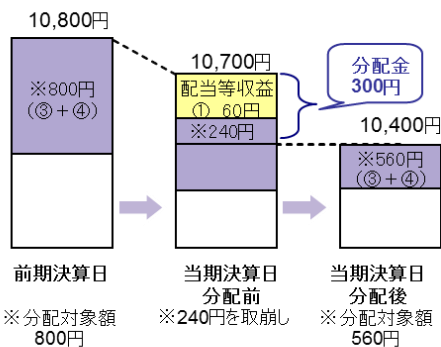 10,800円
※800円
(③+④)
前期決算日
※分配対象額
800円
10,700円
配当等収益
① 60円
※240円
分配金
300円
当期決算日
分配前
※240円を取崩し
10,400円
※560円
(③+④)
当期決算日
分配後
※分配対象額
560円